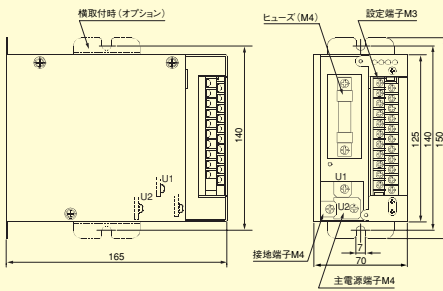 横取付時(オプション)
ヒューズ(M4)
設定端子M3
140
U1
U2
165
125
140
150
U1
U2
接地端子M4
7
70
主電源端子M4